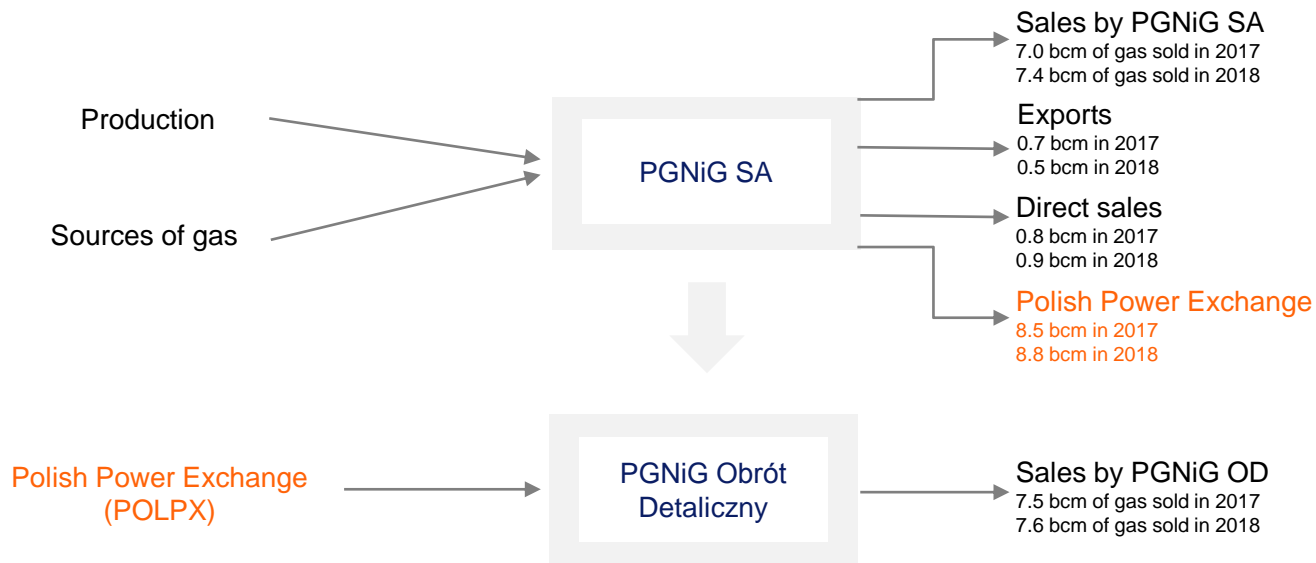 Production
Sources of gas
PGNiG SA
Sales by PGNiG SA
7.0 bcm of gas sold in 2017
7.4 bcm of gas sold in 2018
Exports
0.7 bcm in 2017
0.5 bcm in 2018
Direct sales
0.8 bcm in 2017
0.9 bcm in 2018
Polish Power Exchange
8.5 bcm in 2017
8.8 bcm in 2018
Polish Power Exchange
(POLPX)
PGNiG Obrót
Detaliczny
Sales by PGNiG OD
7.5 bcm of gas sold in 2017
7.6 bcm of gas sold in 2018